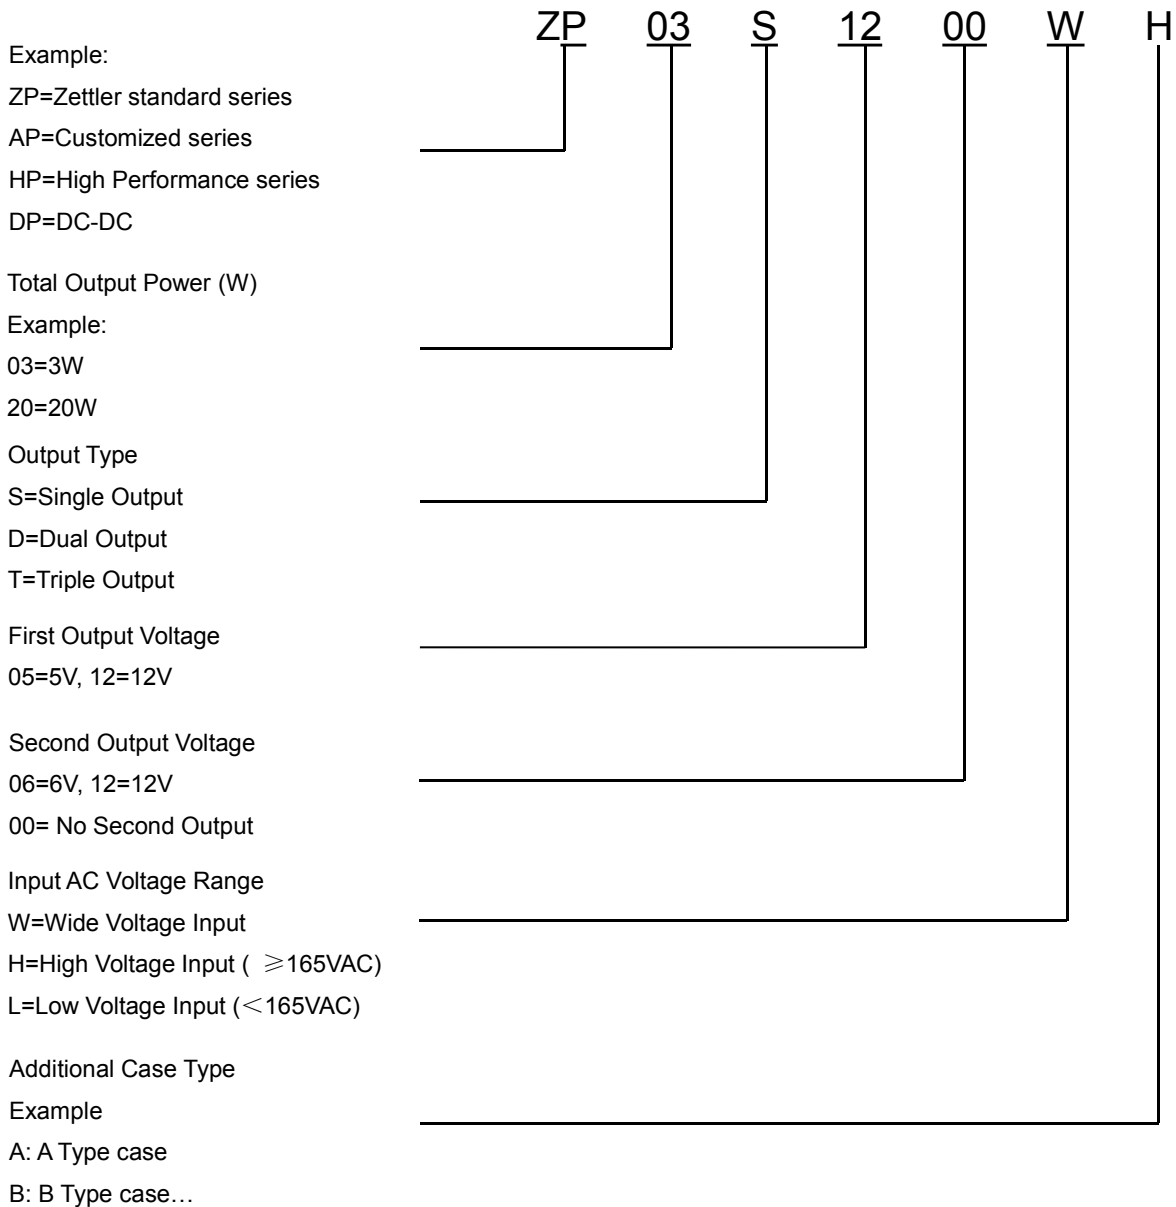 ZP 03 S 12 00 W H
Example:
ZP=Zettler standard series
AP=Customized series
HP=High Performance series
DP=DC-DC
Total Output Power (W)
Example:
03=3W
20=20W
Output Type
S=Single Output
D=Dual Output
T=Triple Output
First Output Voltage
05=5V, 12=12V
Second Output Voltage
06=6V, 12=12V
00= No Second Output
Input AC Voltage Range
W=Wide Voltage Input
H=High Voltage Input ( ≥165VAC)
L=Low Voltage Input (<165VAC)
Additional Case Type
Example
A: A Type case
B: B Type case…